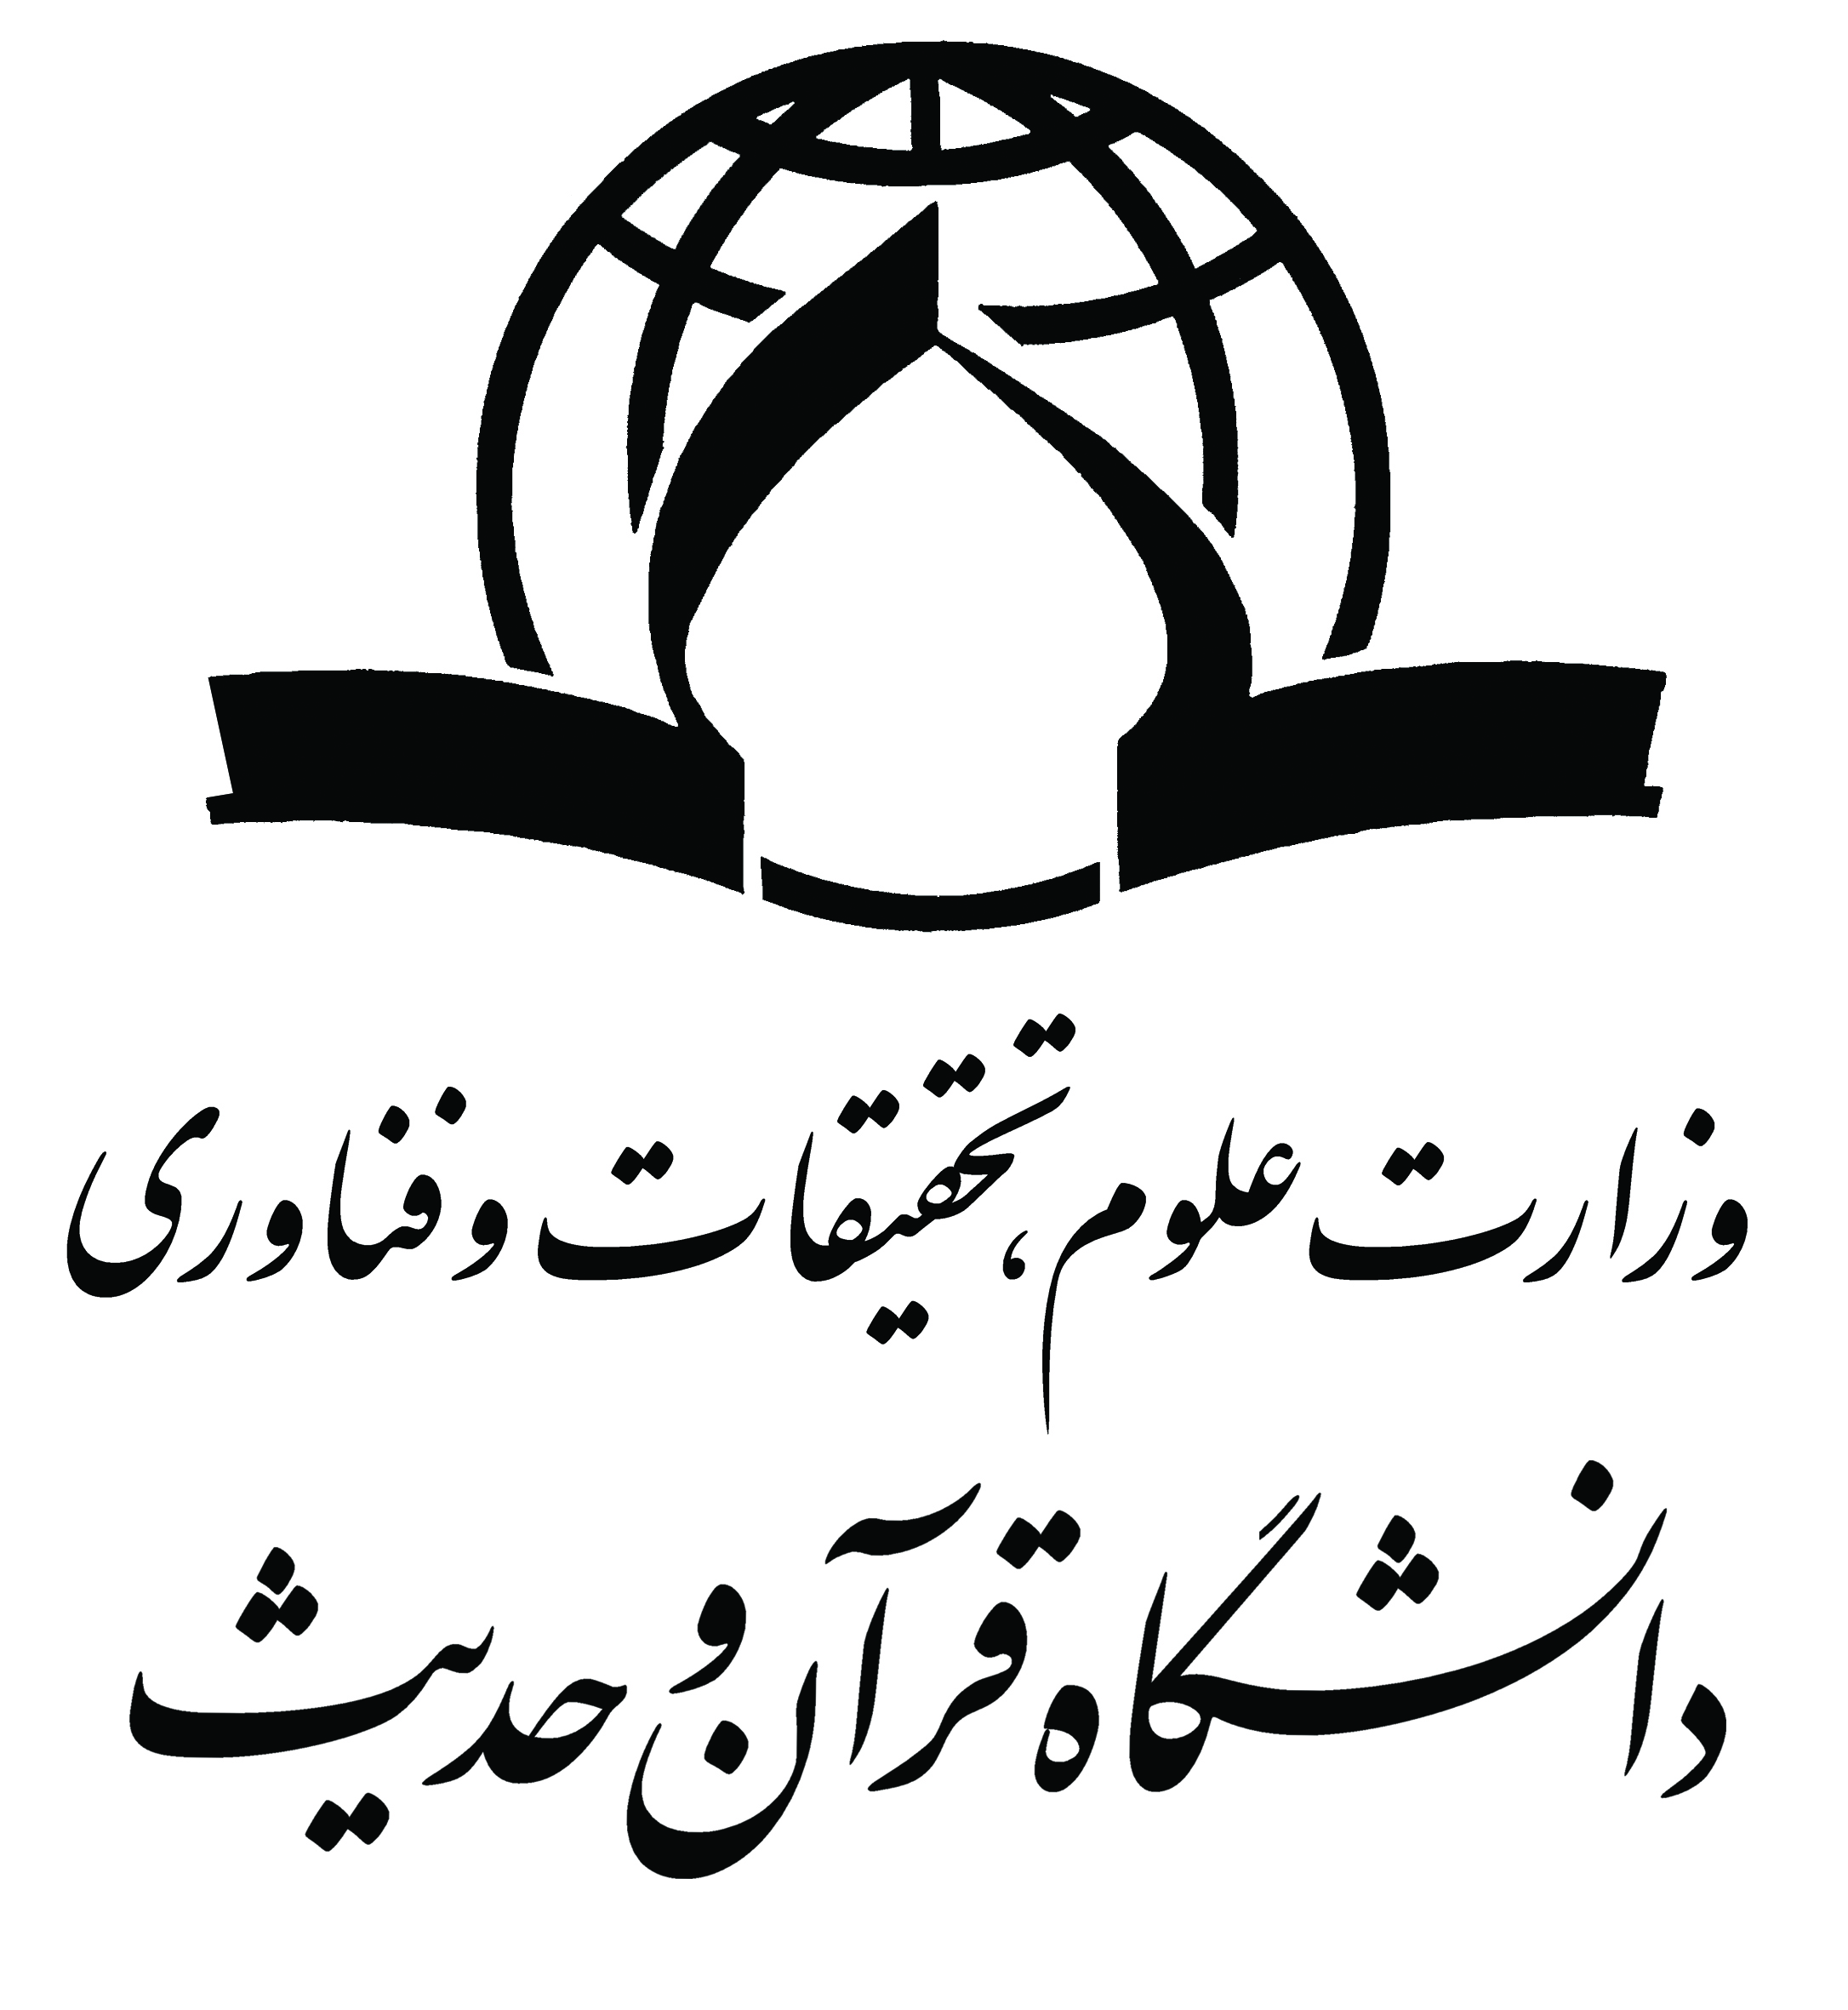 وزارت علوم، تحقیقات و فناوری
دانشگاه قرآن و حدیث